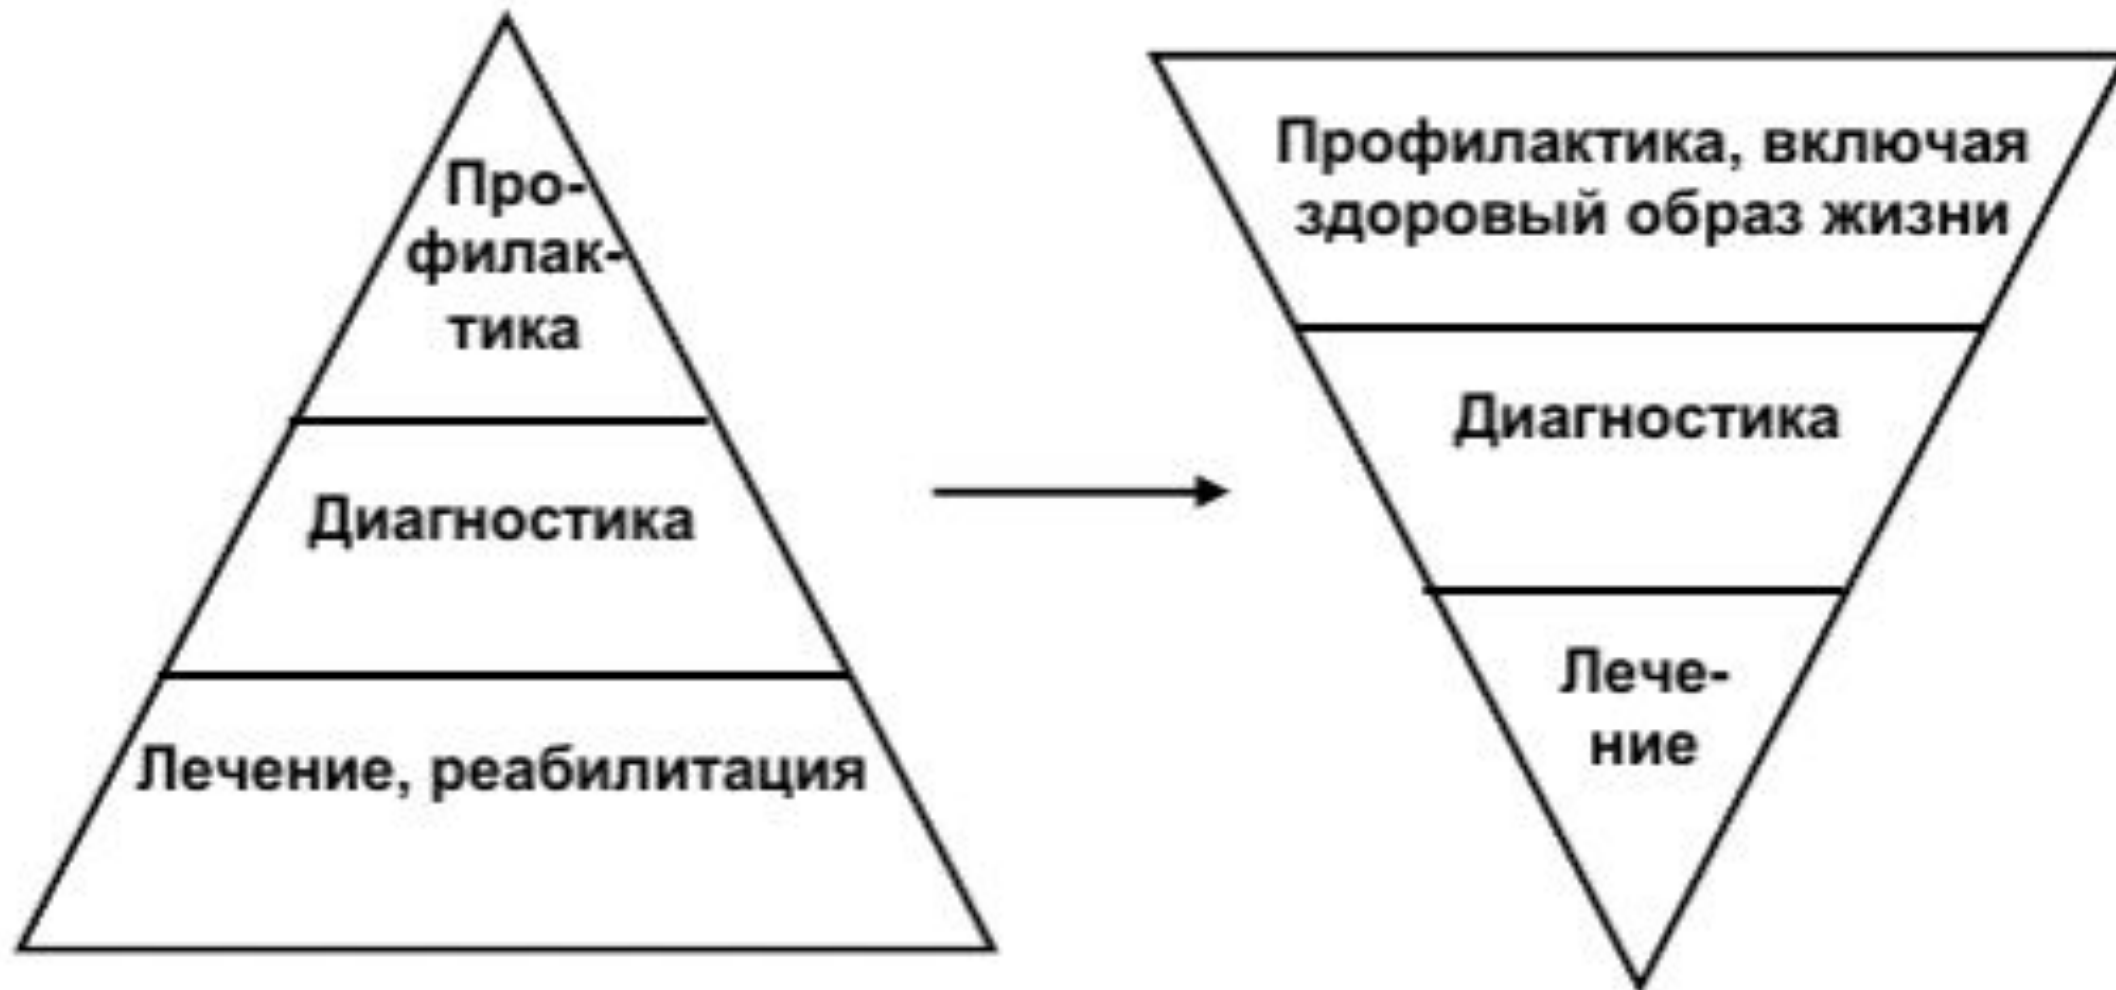 Про-
филак-
тика
Диагностика
Лечение, реабилитация
Профилактика, включая
здоровый образ жизни
Диагностика
Лече-
ние